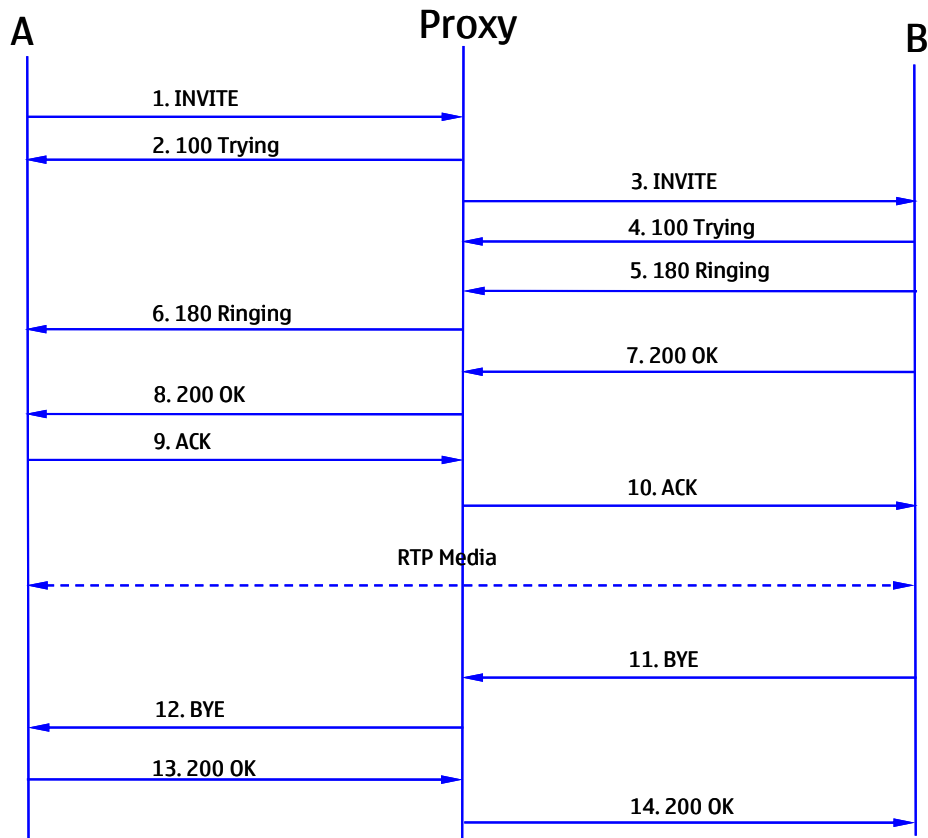 A
Proxy
B
1. INVITE
2. 100 Trying
3. INVITE
4. 100 Trying
5. 180 Ringing
6. 180 Ringing
7. 200 OK
8. 200 OK
9. ACK
10. ACK
RTP Media
11. BYE
12. BYE
13. 200 OK
14. 200 OK